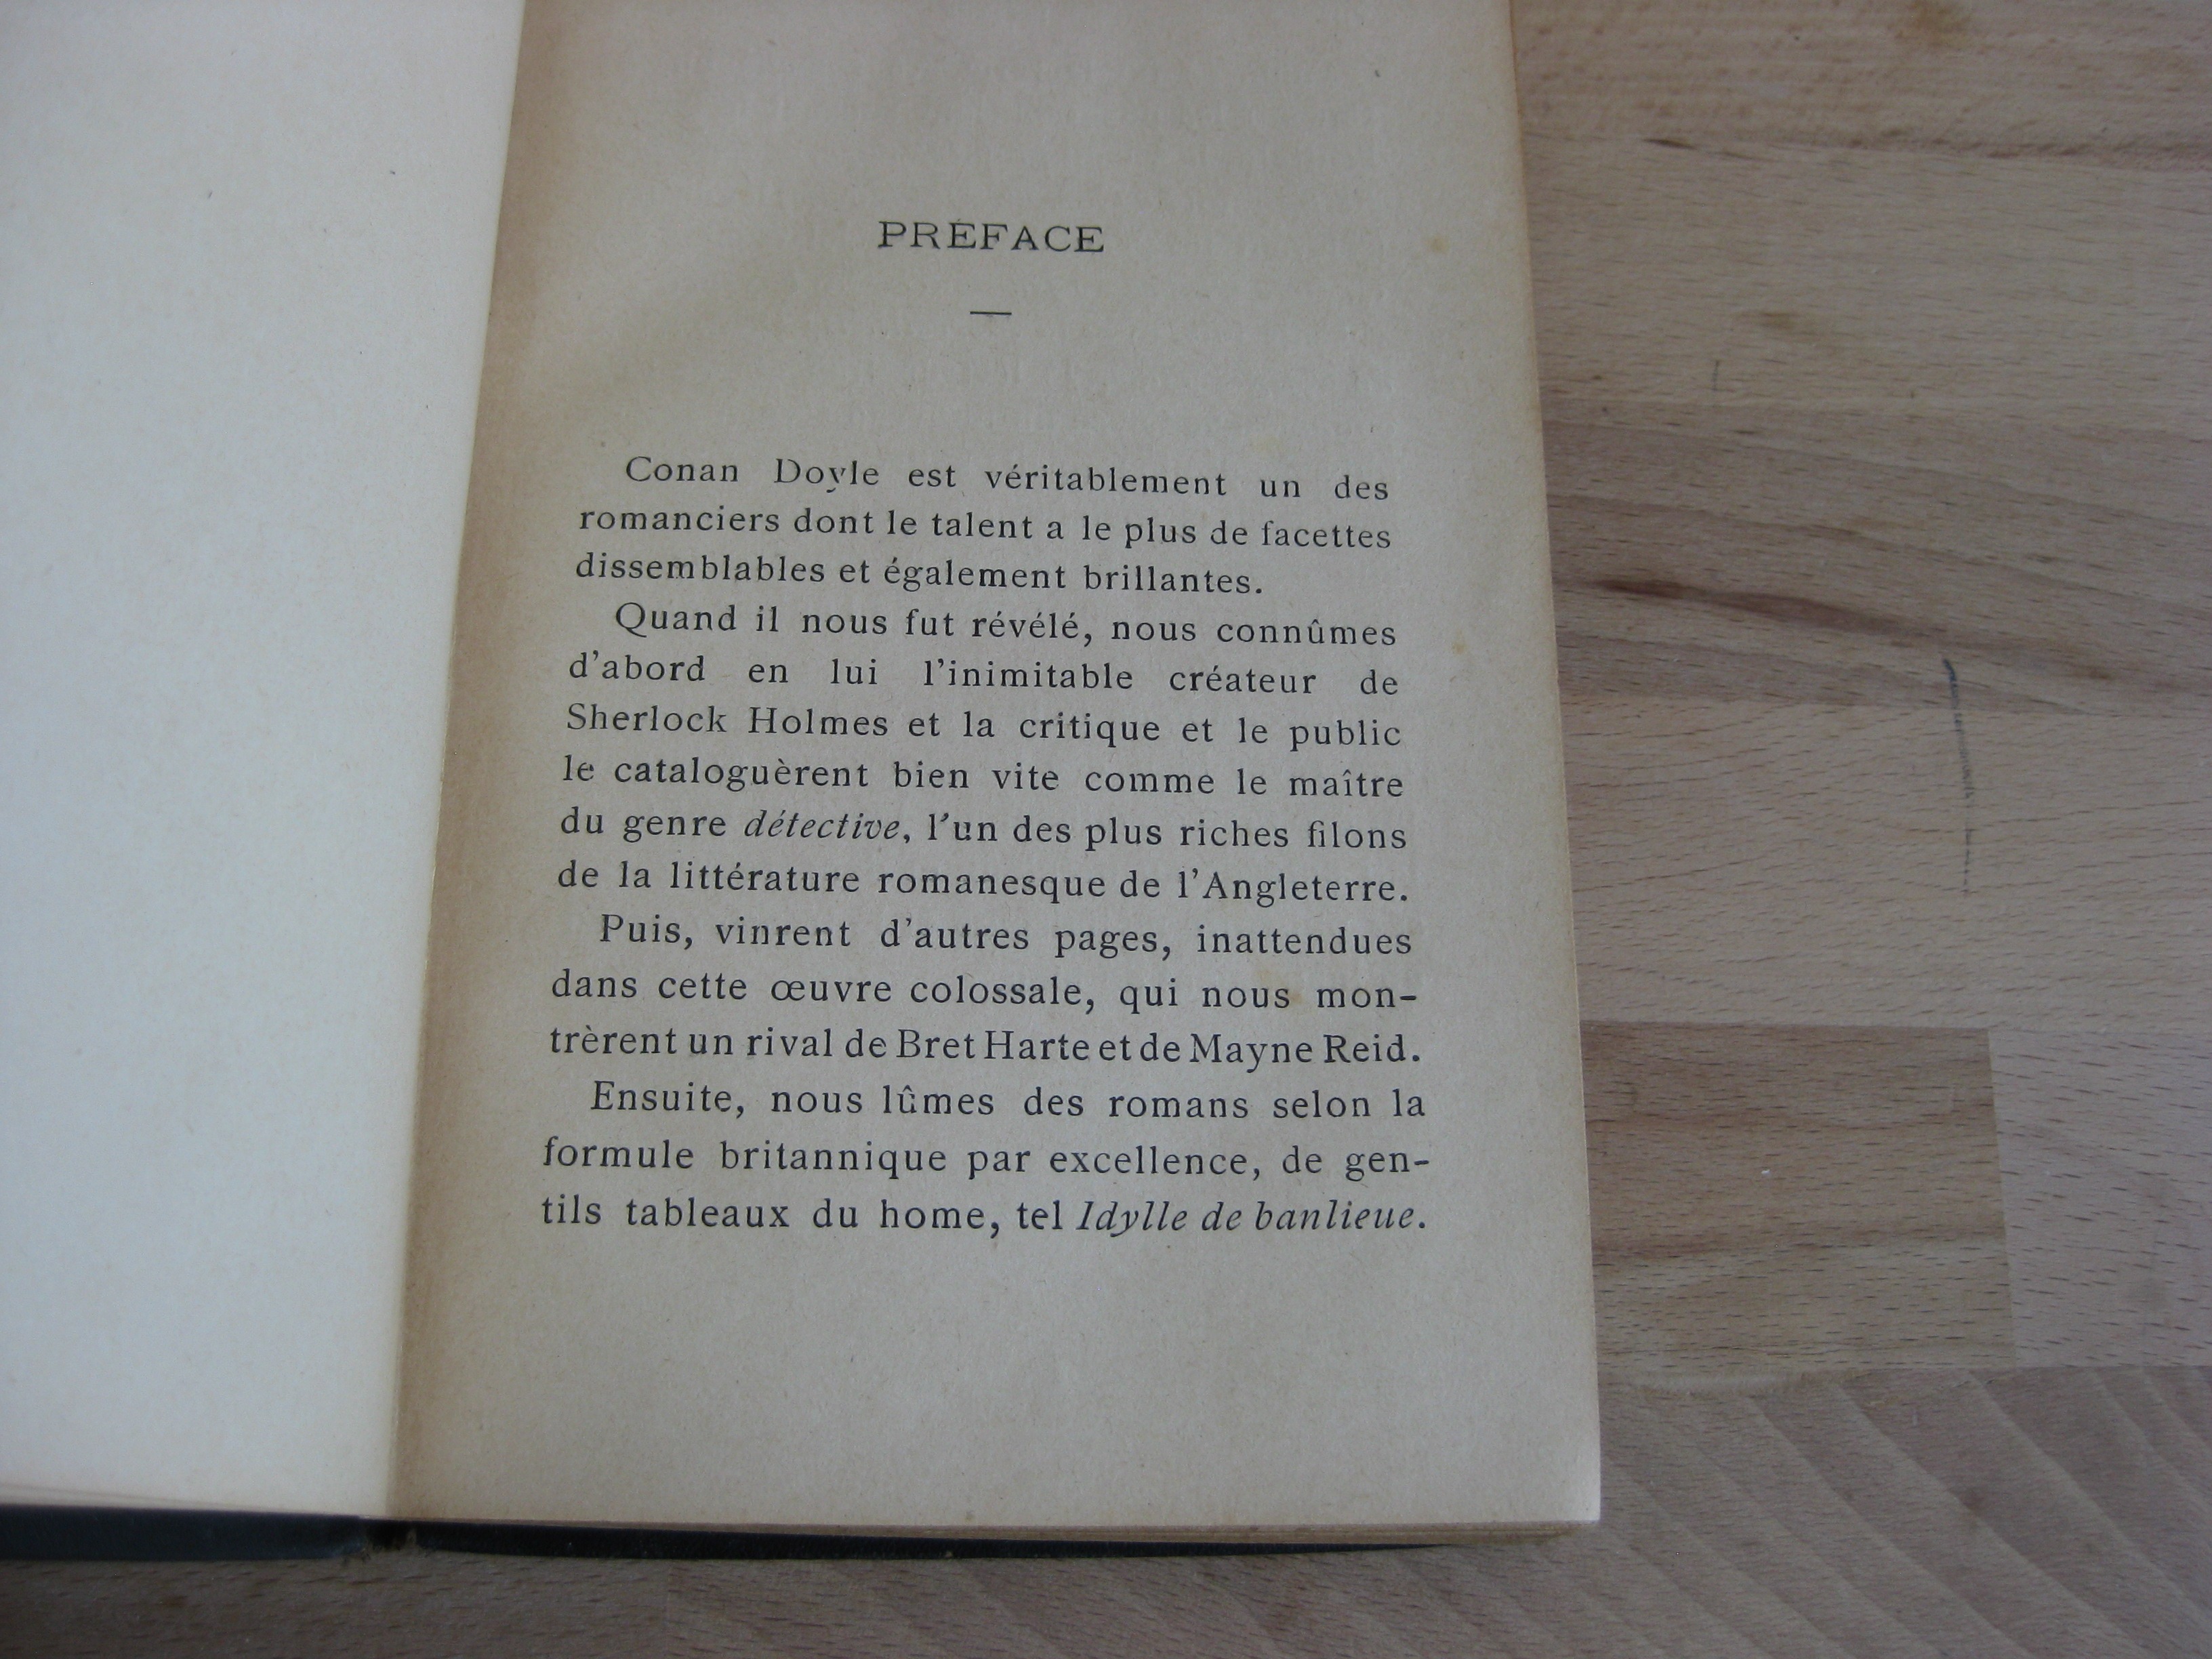 PRÉFACE
Conan Doyle est véritablement un des
romanciers dont le talent a le plus de facettes
dissemblables et également brillantes.
Quand il nous fut révélé, nous connûmes
d'abord en lui l'inimitable créateur de
Sherlock Holmes et la critique et le public
le cataloguèrent bien vite comme le maître
du genre détective, l'un des plus riches filons
de la littérature romanesque de l'Angleterre.
Puis, vinrent d'autres pages, inattendues
dans cette œuvre colossale, qui nous mon-
trèrent un rival de Bret Harte et de Mayne Reid.
Ensuite, nous lûmes des romans selon la
formule britannique par excellence, de gen-
tils tableaux du home, tel Idylle de banlieue.